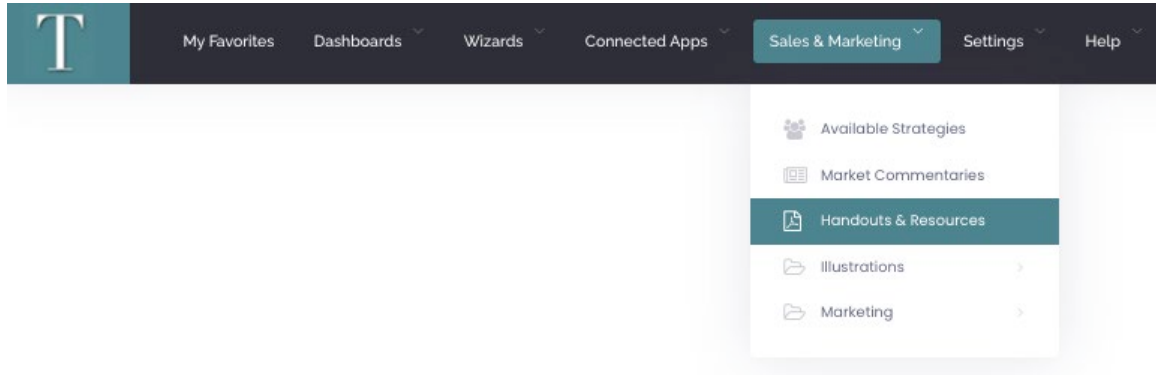 T
My Favorites Dashboards Wizards Connected Apps Sales & Marketing Settings Help
Available Strategies
Market Commentaries
Handouts & Resources
Illustrations
Marketing